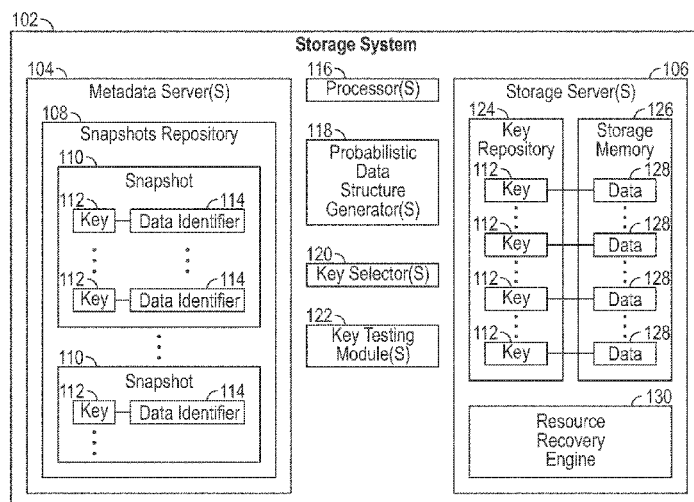 102
Storage System
104
Metadata Server(S)
108
Snapshots Repository
110
Snapshot
112 114
Key Data Identifier
112 114
Key Data Identifier
110
Snapshot
112 114
Key Data Identifier
116
Processor(S)
118
Probabilistic
Data
Structure
Generator(S)
120
Key Selector(S)
122
Key Testing
Module(S)
106
Storage Server(S)
124
Key
Repository
126
Storage
Memory
112 128
Key Data
112 128
Key Data
112 128
Key Data
112 128
Key Data
130
Resource
Recovery
Engine